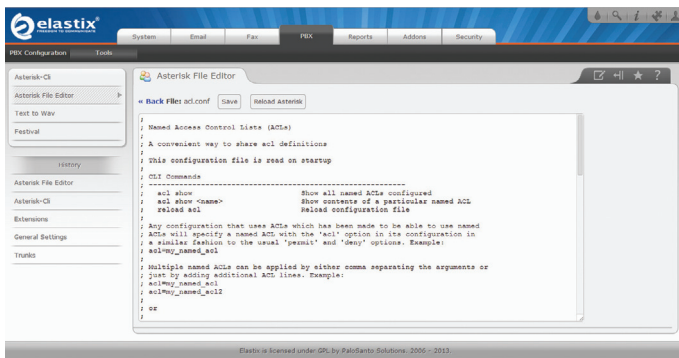 elastix®
FREEDOM TO COMMUNICATE
System Email Fax PBX Reports Addons Security
PBX Configuration Tools
Asterisk-Cli
Asterisk File Editor
Text to Wav
Festival
History
Asterisk File Editor
Asterisk-Cli
Extensions
General Settings
Trunks
Asterisk File Editor
« Back File: acl.conf Save Reload Asterisk
;
; Named Access Control Lists (ACLs)
;
; A convenient way to share acl definitions
;
; This configuration file is read on startup
;
; CLI Commands
; -----------------------------------------------------------
; acl show Show all named ACLs configured
; acl show <name> Show contents of a particular named ACL
; reload acl Reload configuration file
;
; Any configuration that uses ACLs which has been made to be able to use named
; ACLs will specify a named ACL with the 'acl' option in its configuration in
; a similar fashion to the usual 'permit' and 'deny' options. Example:
; acl=my_named_acl
;
; Multiple named ACLs can be applied by either comma separating the arguments or
; just by adding additional ACL lines. Example:
; acl=my_named_acl
; acl=my_named_acl2
;
; or
;
Elastix is licensed under GPL by PaloSanto Solutions. 2006 - 2013.